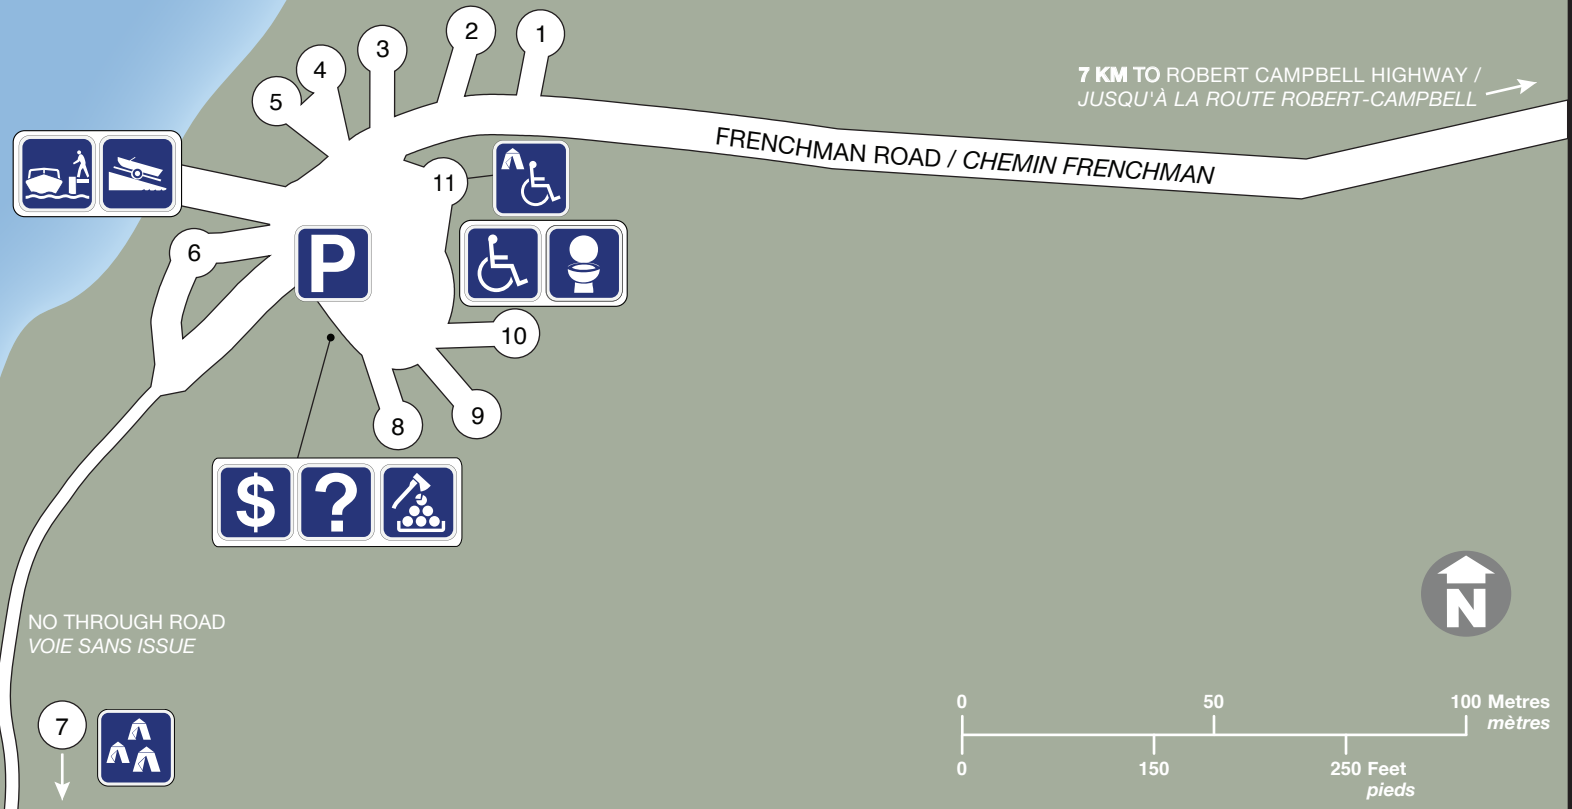 2
1
3
4
5
7 KM TO ROBERT CAMPBELL HIGHWAY /
JUSQU'À LA ROUTE ROBERT-CAMPBELL
FRENCHMAN ROAD / CHEMIN FRENCHMAN
11
6
P
10
9
8
$ ?
NO THROUGH ROAD
VOIE SANS ISSUE
7
N
0 50 100 Metres
mètres
0 150 250 Feet
pieds